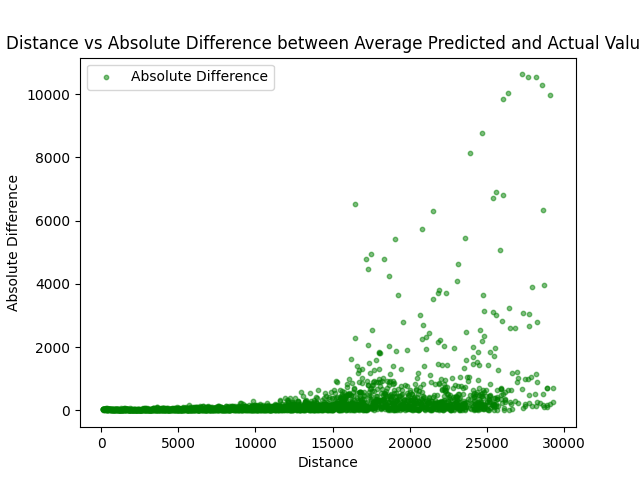 Distance vs Absolute Difference between Average Predicted and Actual Valu
Absolute Difference
10000
8000
6000
4000
2000
0
Absolute Difference
0 5000 10000 15000 20000 25000 30000
Distance